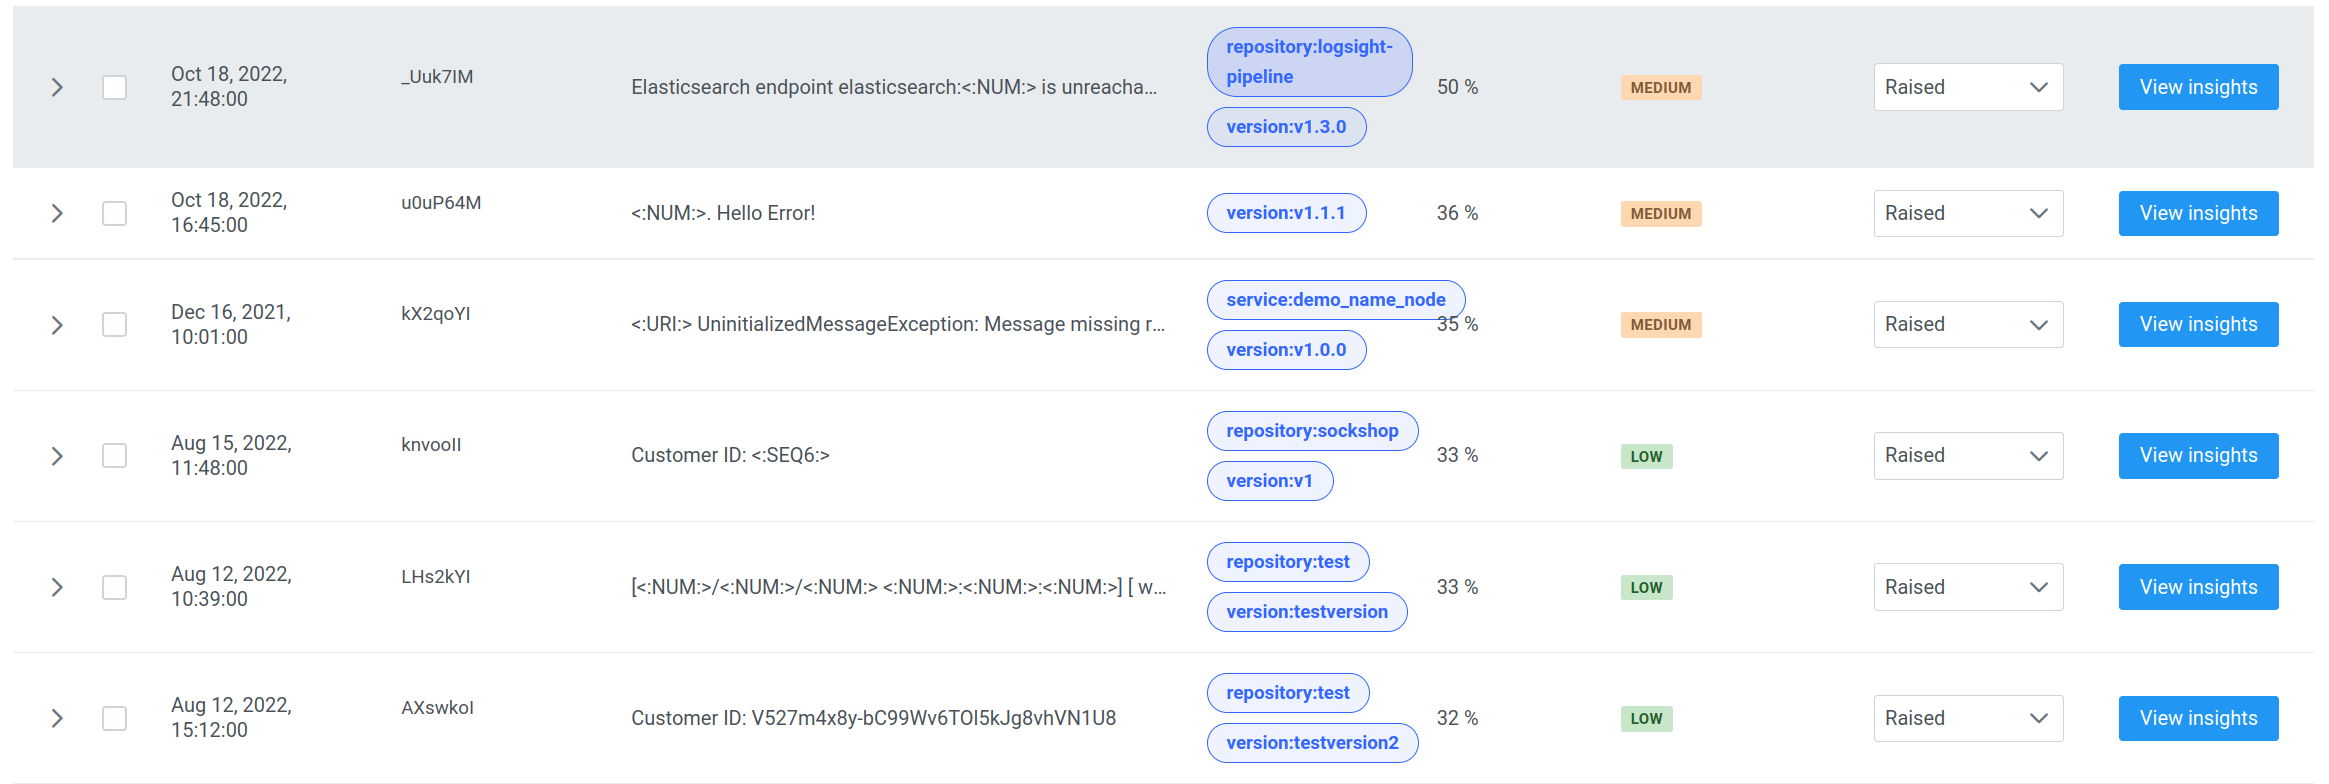 Oct 18, 2022,
21:48:00
_Uuk7IM
Elasticsearch endpoint elasticsearch:<:NUM:> is unreacha...
repository:logsight-
pipeline
version:v1.3.0
50 %
MEDIUM
Raised
View insights
Oct 18, 2022,
16:45:00
u0uP64M
<:NUM:>. Hello Error!
version:v1.1.1
36 %
MEDIUM
Raised
View insights
Dec 16, 2021,
10:01:00
kX2qoYI
<:URI:> UninitializedMessageException: Message missing r...
service:demo_name_node
version:v1.0.0
35 %
MEDIUM
Raised
View insights
Aug 15, 2022,
11:48:00
knvooII
Customer ID: <:SEQ6:>
repository:sockshop
version:v1
33 %
LOW
Raised
View insights
Aug 12, 2022,
10:39:00
LHs2kYI
[<:NUM:>/<:NUM:>/<:NUM:> <:NUM:>:<:NUM:>:<:NUM:>] [ w...
repository:test
version:testversion
33 %
LOW
Raised
View insights
Aug 12, 2022,
15:12:00
AXswkoI
Customer ID: V527m4x8y-bC99Wv6TOI5kJg8vhVN1U8
repository:test
version:testversion2
32 %
LOW
Raised
View insights